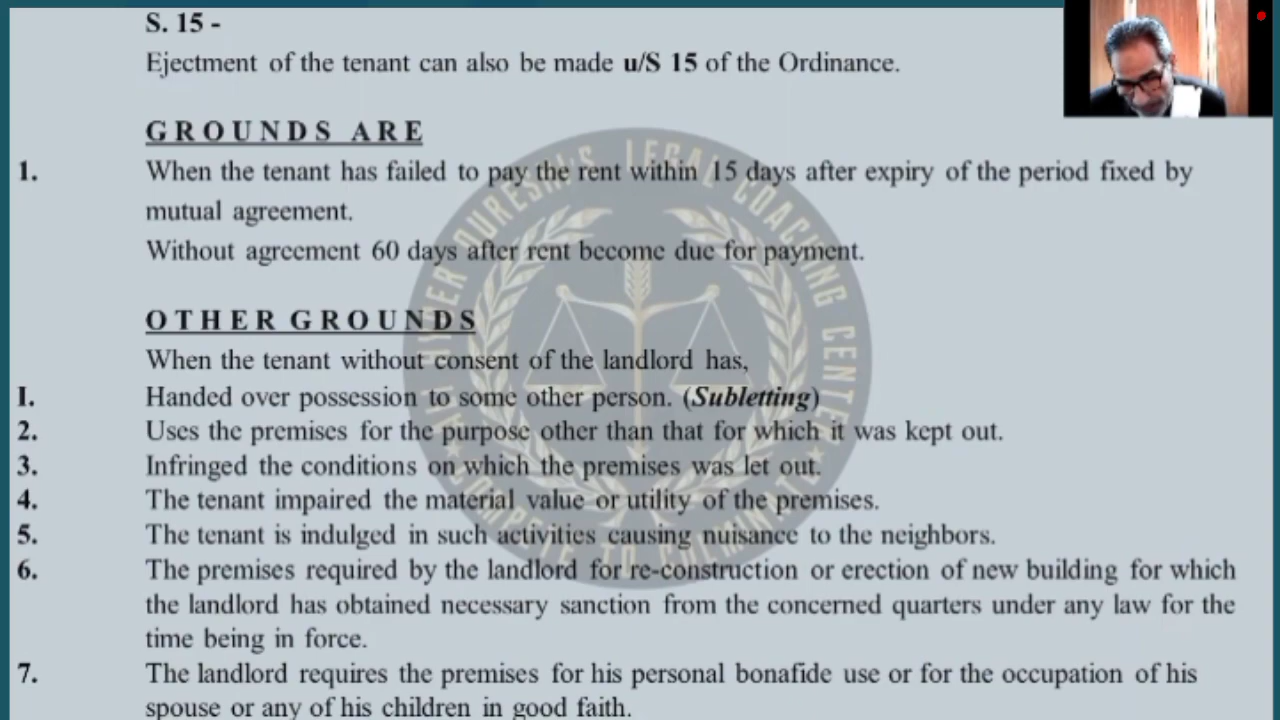 S. 15 -
Ejectment of the tenant can also be made u/S 15 of the Ordinance.
GROUNDS ARE
1. When the tenant has failed to pay the rent within 15 days after expiry of the period fixed by
mutual agreement.
Without agreement 60 days after rent become due for payment.
OTHER GROUNDS
When the tenant without consent of the landlord has,
1. Handed over possession to some other person. (Subletting)
2. Uses the premises for the purpose other than that for which it was kept out.
3. Infringed the conditions on which the premises was let out.
4. The tenant impaired the material value or utility of the premises.
5. The tenant is indulged in such activities causing nuisance to the neighbors.
6. The premises required by the landlord for re-construction or erection of new building for which
the landlord has obtained necessary sanction from the concerned quarters under any law for the
time being in force.
7. The landlord requires the premises for his personal bonafide use or for the occupation of his
spouse or any of his children in good faith.
QURESHI'S LEGAL COACHING CENTER
COMPETE TO CULMINATE